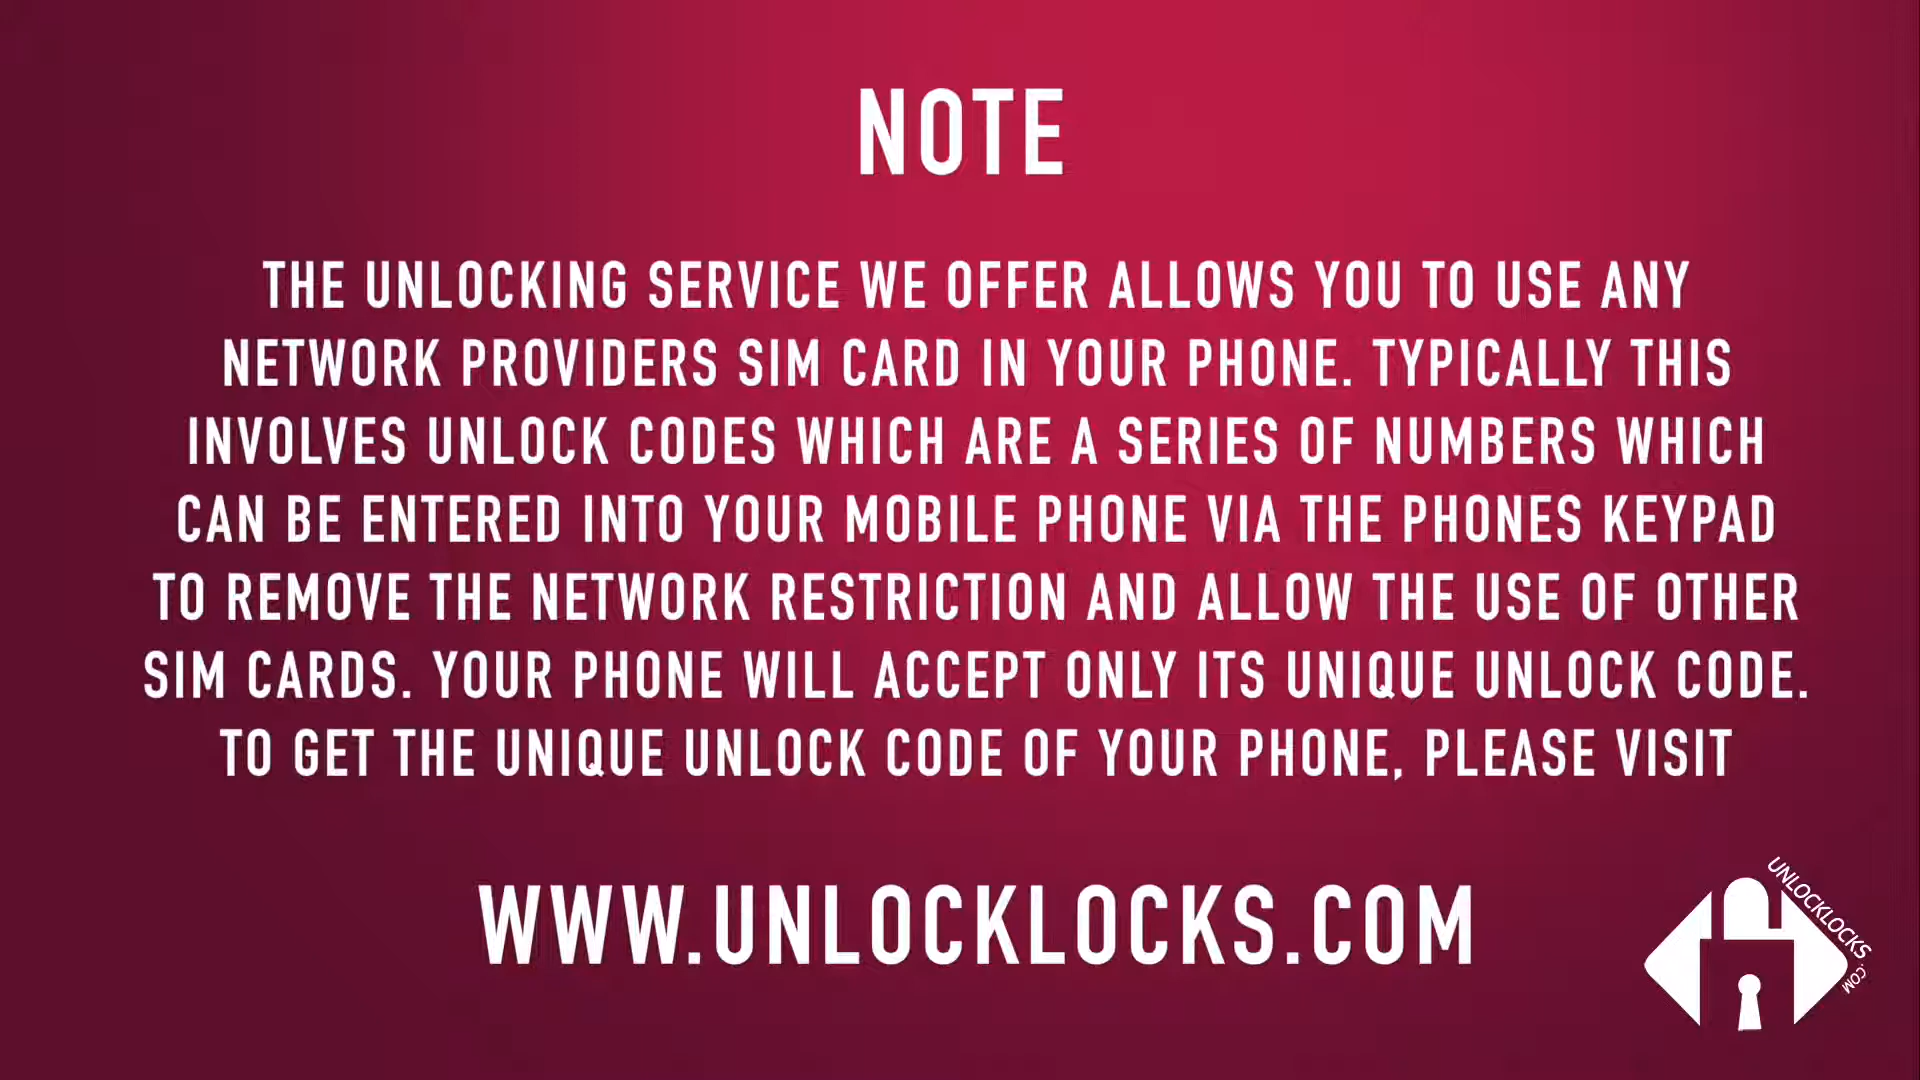 NOTE
THE UNLOCKING SERVICE WE OFFER ALLOWS YOU TO USE ANY
NETWORK PROVIDERS SIM CARD IN YOUR PHONE. TYPICALLY THIS
INVOLVES UNLOCK CODES WHICH ARE A SERIES OF NUMBERS WHICH
CAN BE ENTERED INTO YOUR MOBILE PHONE VIA THE PHONES KEYPAD
TO REMOVE THE NETWORK RESTRICTION AND ALLOW THE USE OF OTHER
SIM CARDS. YOUR PHONE WILL ACCEPT ONLY ITS UNIQUE UNLOCK CODE.
TO GET THE UNIQUE UNLOCK CODE OF YOUR PHONE, PLEASE VISIT
WWW.UNLOCKLOCKS.COM
UNLOCKLOCKS.COM